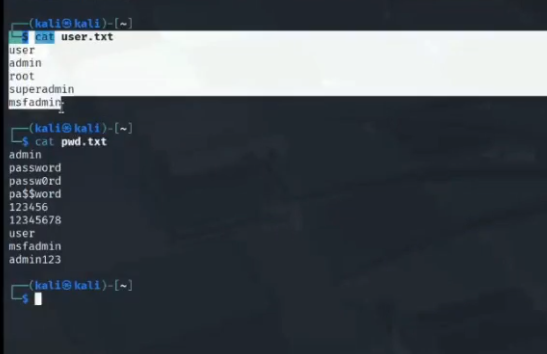 ┌──(kali㉿kali)-[~]
└─$ cat user.txt
user
admin
root
superadmin
msfadmin
┌──(kali㉿kali)-[~]
└─$ cat pwd.txt
admin
password
passw0rd
pa$$word
123456
12345678
user
msfadmin
admin123
┌──(kali㉿kali)-[~]
└─$